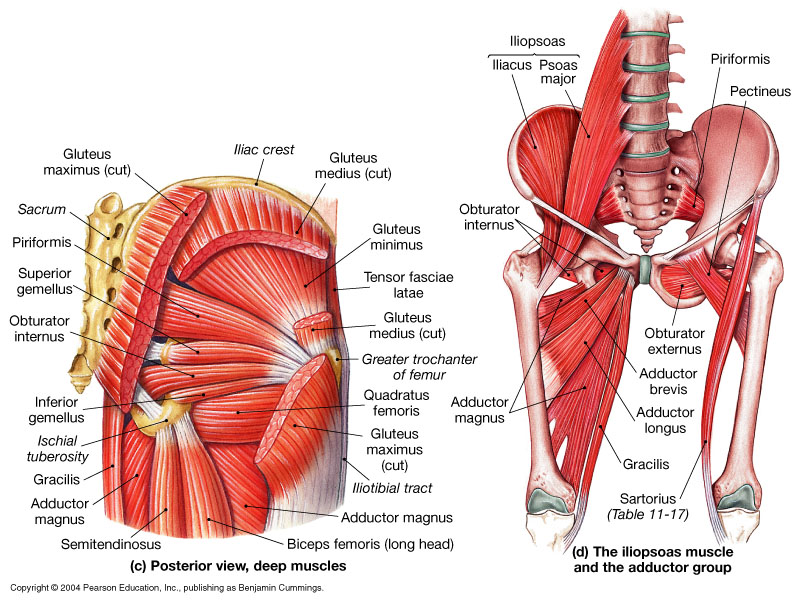 Gluteus
maximus (cut)
Iliac crest
Gluteus
medius (cut)
Sacrum
Piriformis
Superior
gemellus
Obturator
internus
Inferior
gemellus
Ischial
tuberosity
Gracilis
Adductor
magnus
Semitendinosus
Gluteus
minimus
Tensor fasciae
latae
Gluteus
medius (cut)
Greater trochanter
of femur
Quadratus
femoris
Gluteus
maximus
(cut)
Iliotibial tract
Adductor magnus
Biceps femoris (long head)
(c) Posterior view, deep muscles
Iliopsoas
Iliacus Psoas
major
Piriformis
Pectineus
Obturator
internus
Obturator
externus
Adductor
brevis
Adductor
magnus
Adductor
longus
Gracilis
Sartorius
(Table 11-17)
(d) The iliopsoas muscle
and the adductor group
Copyright © 2004 Pearson Education, Inc., publishing as Benjamin Cummings.